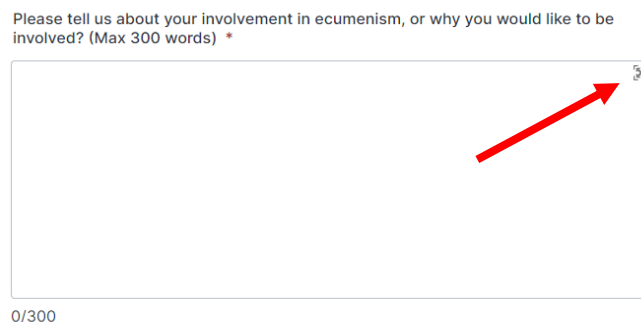 Please tell us about your involvement in ecumenism, or why you would like to be
involved? (Max 300 words) *
0/300